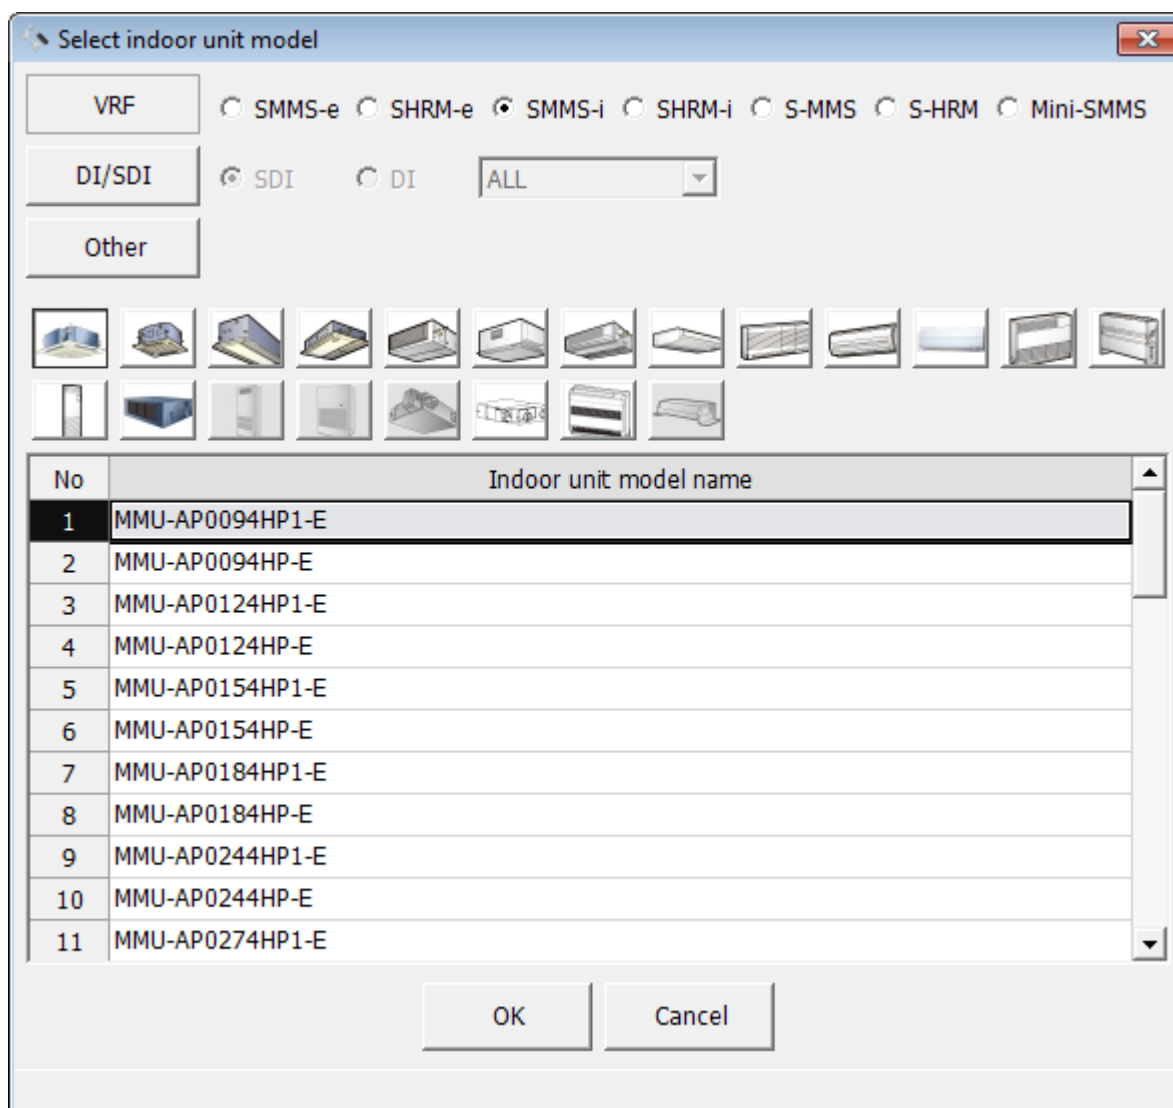 Select indoor unit model
VRF SMMS-e SHRM-e SMMS-i SHRM-i S-MMS S-HRM Mini-SMMS
DI/SDI SDI DI ALL
Other
No Indoor unit model name
1 MMU-AP0094HP1-E
2 MMU-AP0094HP-E
3 MMU-AP0124HP1-E
4 MMU-AP0124HP-E
5 MMU-AP0154HP1-E
6 MMU-AP0154HP-E
7 MMU-AP0184HP1-E
8 MMU-AP0184HP-E
9 MMU-AP0244HP1-E
10 MMU-AP0244HP-E
11 MMU-AP0274HP1-E
OK Cancel